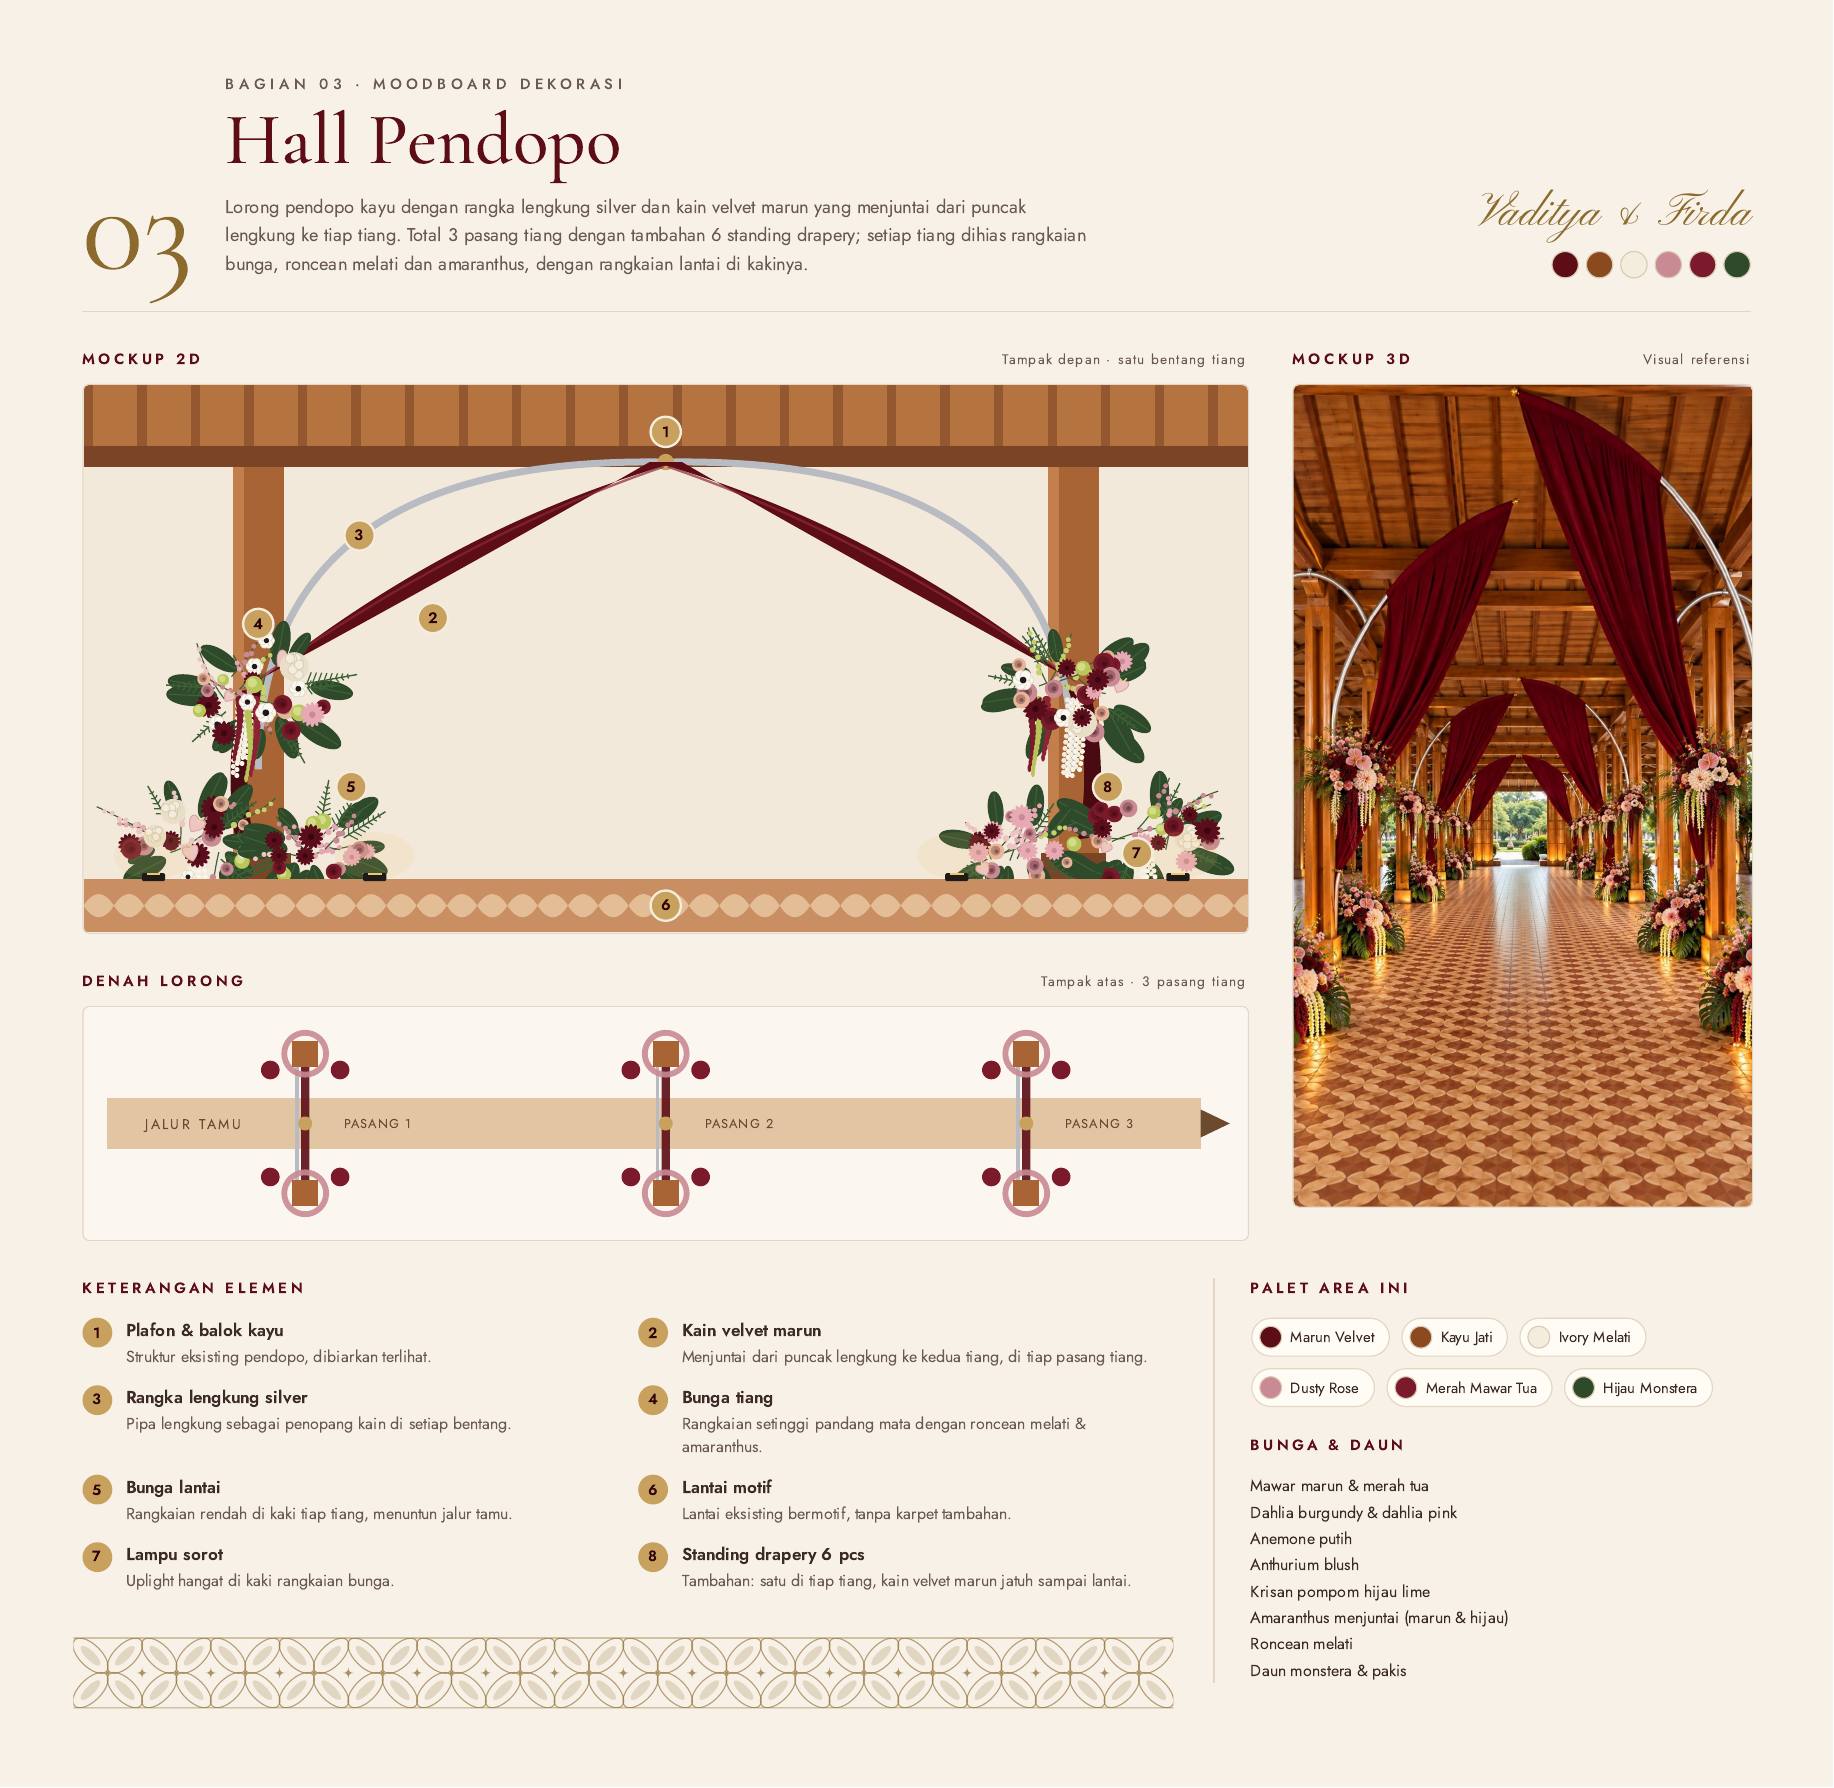 BAGIAN 03 · MOODBOARD DEKORASI
Hall Pendopo
03
Lorong pendopo kayu dengan rangka lengkung silver dan kain velvet marun yang menjuntai dari puncak
lengkung ke tiap tiang. Total 3 pasang tiang dengan tambahan 6 standing drapery; setiap tiang dihias rangkaian
bunga, roncean melati dan amaranthus, dengan rangkaian lantai di kakinya.
Vaditya & Firda
MOCKUP 2D
Tampak depan · satu bentang tiang
1
3
2
4
5
8
7
6
MOCKUP 3D
Visual referensi
DENAH LORONG
Tampak atas · 3 pasang tiang
JALUR TAMU
PASANG 1
PASANG 2
PASANG 3
KETERANGAN ELEMEN
1 Plafon & balok kayu
Struktur eksisting pendopo, dibiarkan terlihat.
2 Kain velvet marun
Menjuntai dari puncak lengkung ke kedua tiang, di tiap pasang tiang.
3 Rangka lengkung silver
Pipa lengkung sebagai penopang kain di setiap bentang.
4 Bunga tiang
Rangkaian setinggi pandang mata dengan roncean melati &
amaranthus.
5 Bunga lantai
Rangkaian rendah di kaki tiap tiang, menuntun jalur tamu.
6 Lantai motif
Lantai eksisting bermotif, tanpa karpet tambahan.
7 Lampu sorot
Uplight hangat di kaki rangkaian bunga.
8 Standing drapery 6 pcs
Tambahan: satu di tiap tiang, kain velvet marun jatuh sampai lantai.
PALET AREA INI
Marun Velvet
Kayu Jati
Ivory Melati
Dusty Rose
Merah Mawar Tua
Hijau Monstera
BUNGA & DAUN
Mawar marun & merah tua
Dahlia burgundy & dahlia pink
Anemone putih
Anthurium blush
Krisan pompom hijau lime
Amaranthus menjuntai (marun & hijau)
Roncean melati
Daun monstera & pakis